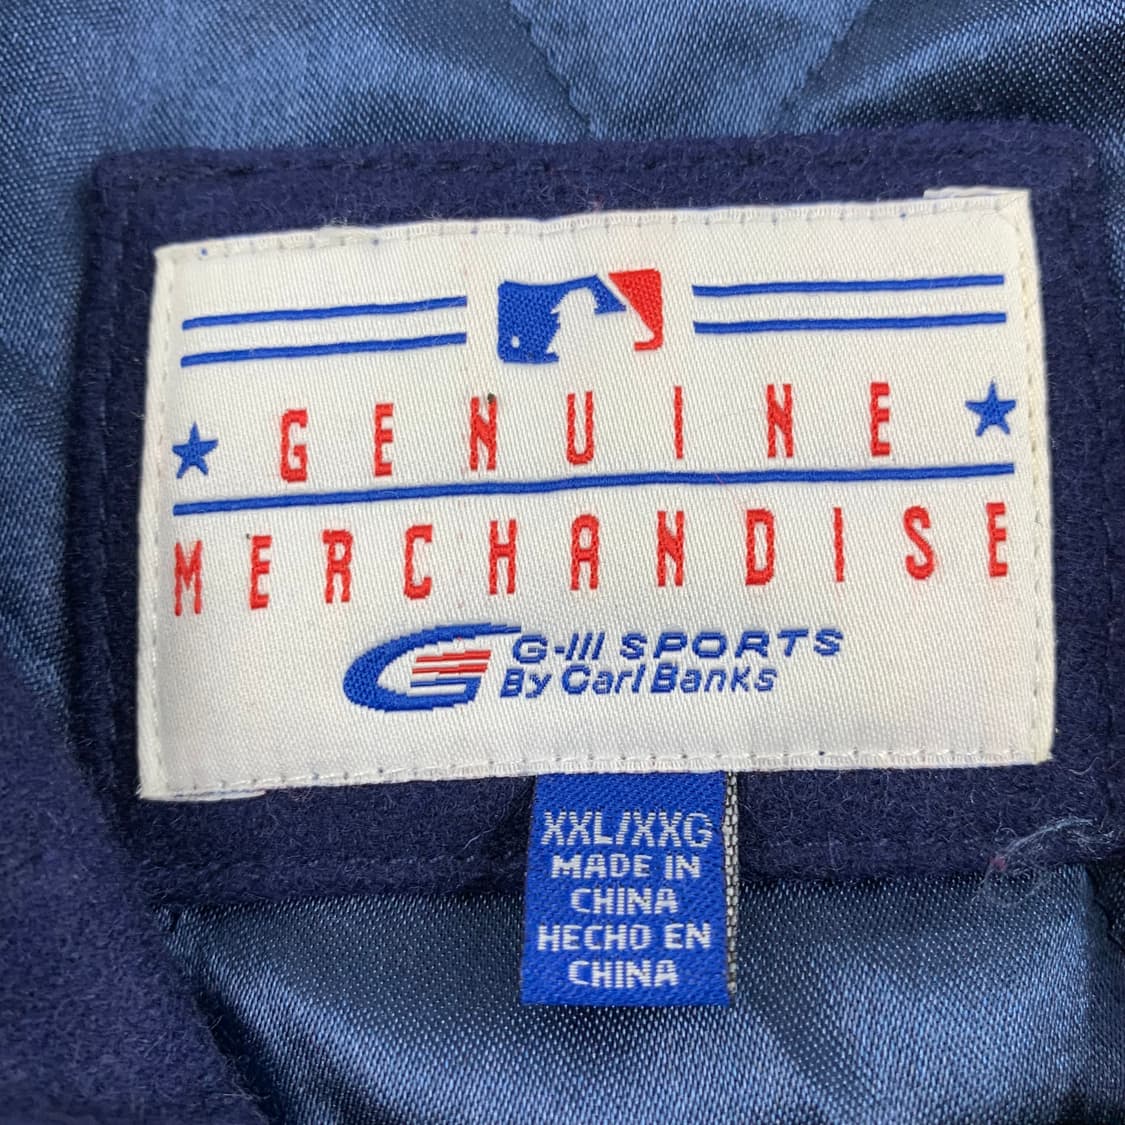 GENUINE
MERCHANDISE
G-III SPORTS
By Carl Banks
XXL/XXG
MADE IN
CHINA
HECHO EN
CHINA